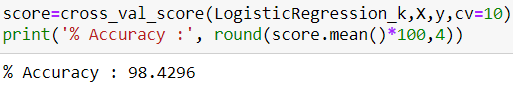 score=cross_val_score(LogisticRegression_k,X,y,cv=10)
print('% Accuracy :', round(score.mean()*100,4))
% Accuracy : 98.4296